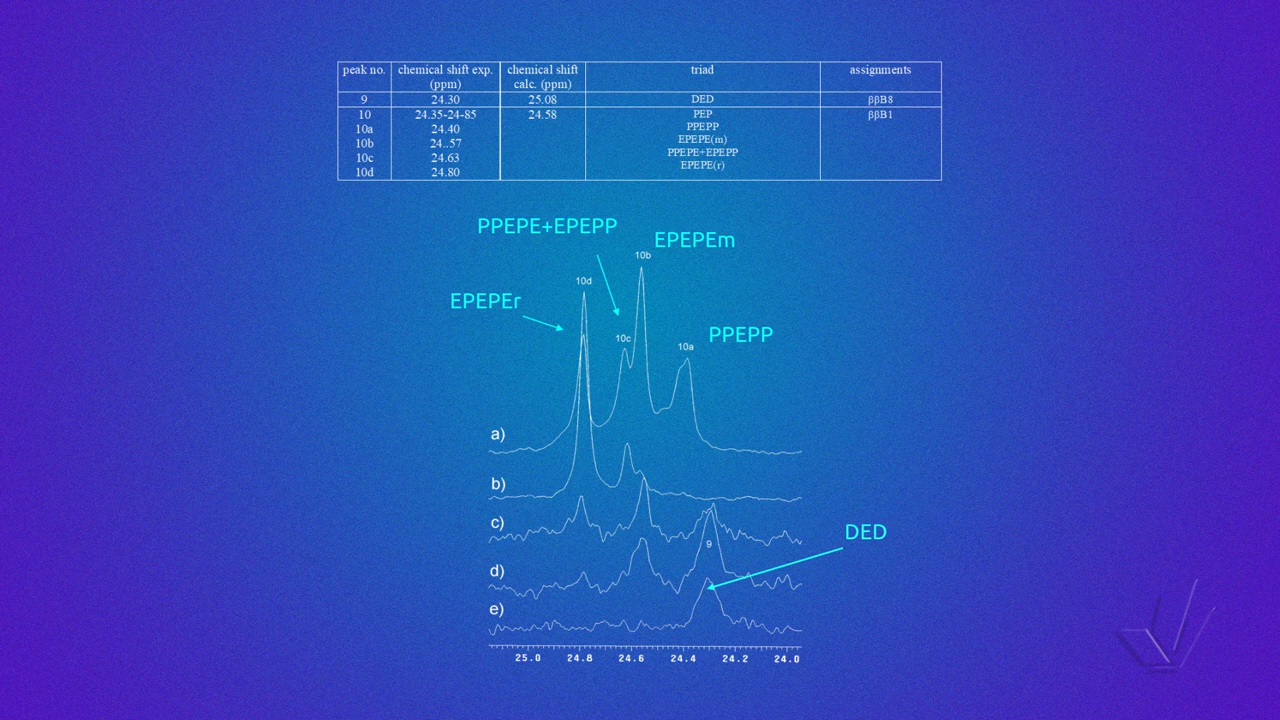 peak no. chemical shift exp. (ppm) chemical shift calc. (ppm) triad assignments
9 24.30 25.08 DED ββB8
10 24.35-24-85 24.58 PEP ββB1
10a 24.40 PPEPP
10b 24..57 EPEPE(m)
10c 24.63 PPEPE+EPEPP
10d 24.80 EPEPE(r)
PPEPE+EPEPP
EPEPEm
10b
10d
EPEPEr
10c
10a
PPEPP
a)
b)
c)
DED
9
d)
e)
25.0 24.8 24.6 24.4 24.2 24.0